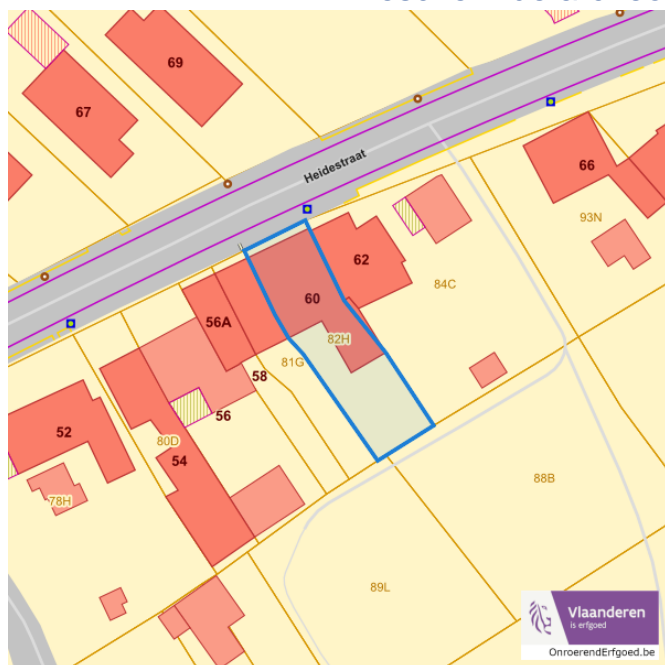 69
67
Heidestraat
66
93N
62
84C
60
56A
82H
81G
58
56
52
80D
54
78H
88B
89L
Vlaanderen
is erfgoed
OnroerendErfgoed.be